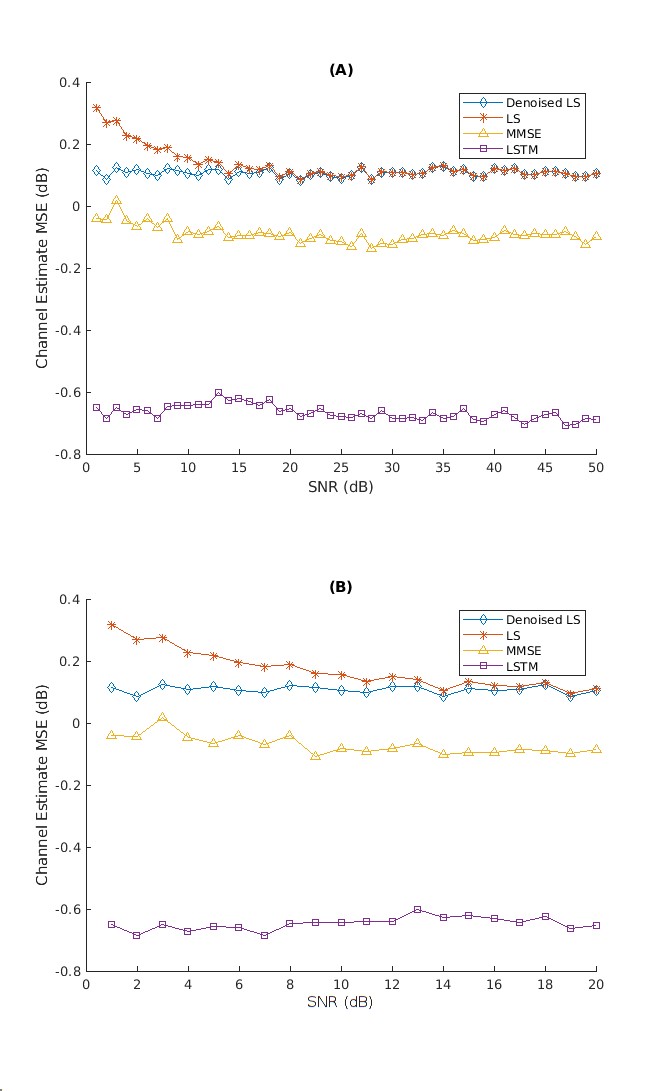 (A)
0.4
0.2
0
-0.2
-0.4
-0.6
-0.8
Channel Estimate MSE (dB)
Denoised LS
LS
MMSE
LSTM
0 5 10 15 20 25 30 35 40 45 50
SNR (dB)
(B)
0.4
0.2
0
-0.2
-0.4
-0.6
-0.8
Channel Estimate MSE (dB)
Denoised LS
LS
MMSE
LSTM
0 2 4 6 8 10 12 14 16 18 20
SNR (dB)